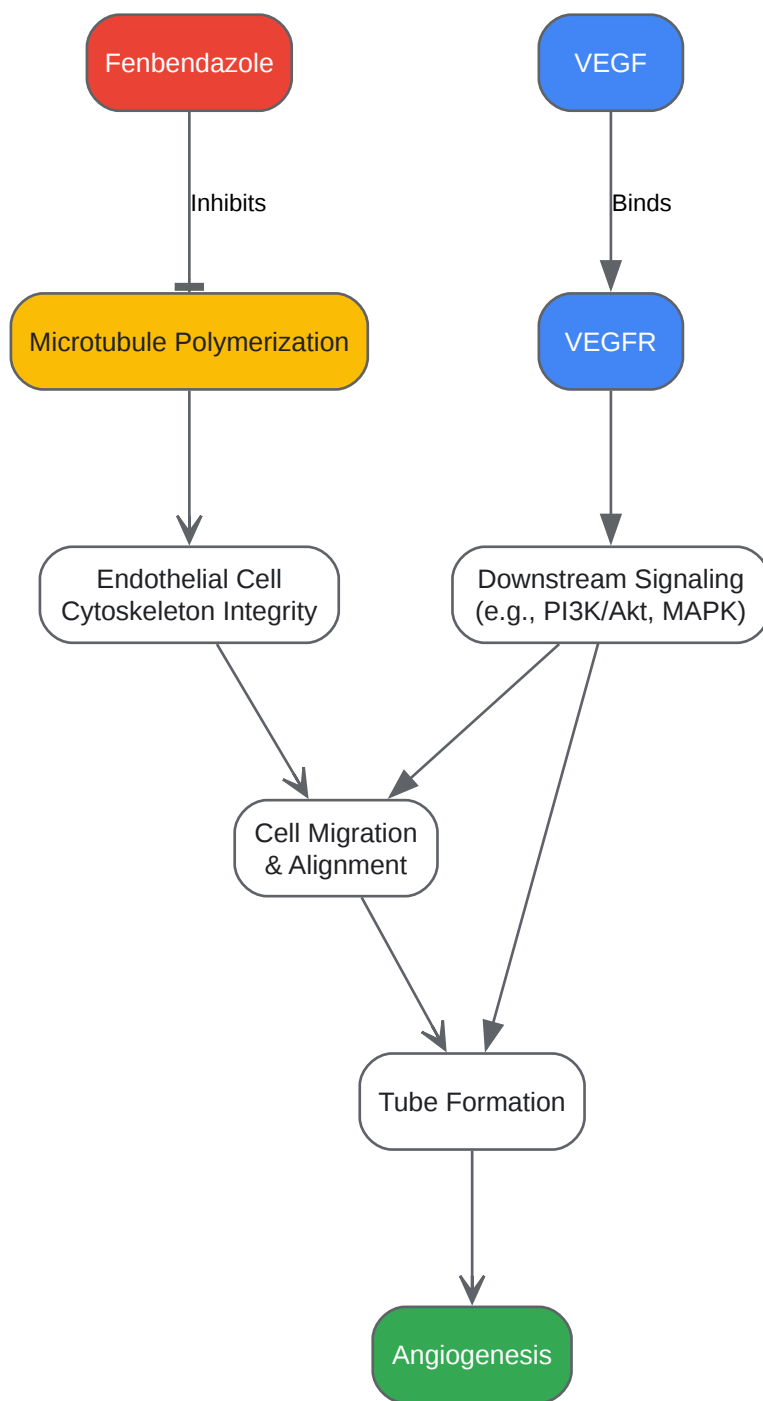 Fenbendazole
VEGF
Inhibits
Binds
Microtubule Polymerization
VEGFR
Endothelial Cell
Cytoskeleton Integrity
Downstream Signaling
(e.g., PI3K/Akt, MAPK)
Cell Migration
& Alignment
Tube Formation
Angiogenesis